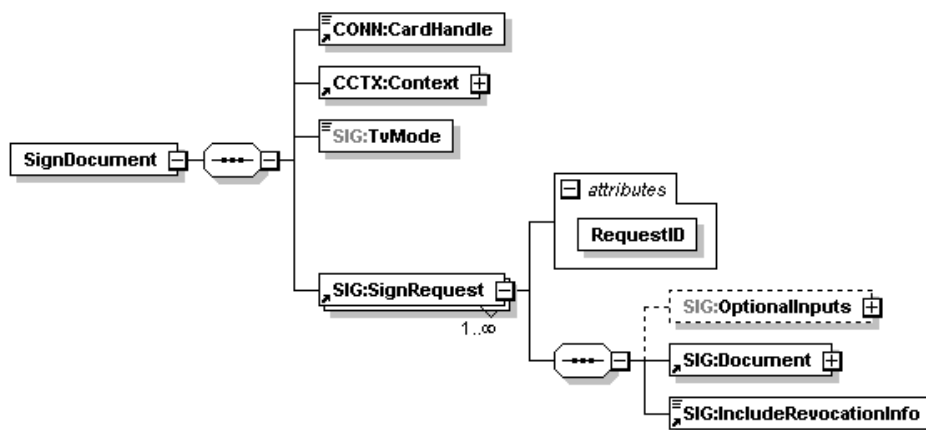 CONN:CardHandle
CCTX:Context
SIG:TvMode
SignDocument
attributes
RequestID
SIG:SignRequest
1..∞
SIG:OptionalInputs
SIG:Document
SIG:IncludeRevocationInfo